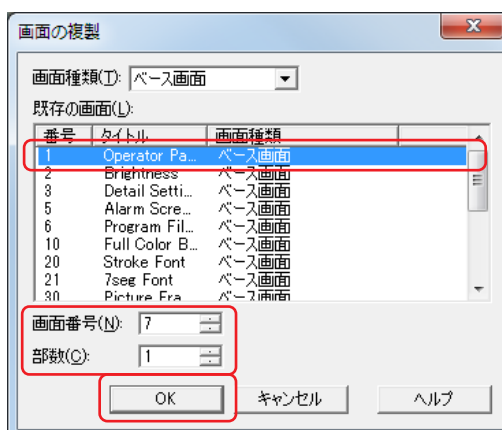 画面の複製
画面種類(T): ベース画面
既存の画面(L):
番号 タイトル 画面種類
1 Operator Pa... ベース画面
2 Brightness ベース画面
3 Detail Setti... ベース画面
5 Alarm Scre... ベース画面
6 Program Fil... ベース画面
10 Full Color B... ベース画面
20 Stroke Font ベース画面
21 7seg Font ベース画面
30 Picture Fra ベース画面
画面番号(N): 7
部数(C): 1
OK キャンセル ヘルプ